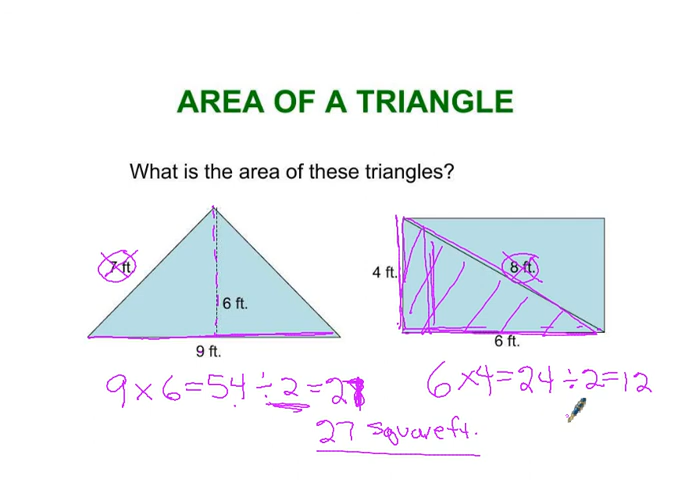 AREA OF A TRIANGLE
What is the area of these triangles?
7 ft.
6 ft.
9 ft.
4 ft.
8 ft.
6 ft.
9 x 6 = 54 ÷ 2 = 27
27 square ft.
6 x 4 = 24 ÷ 2 = 12